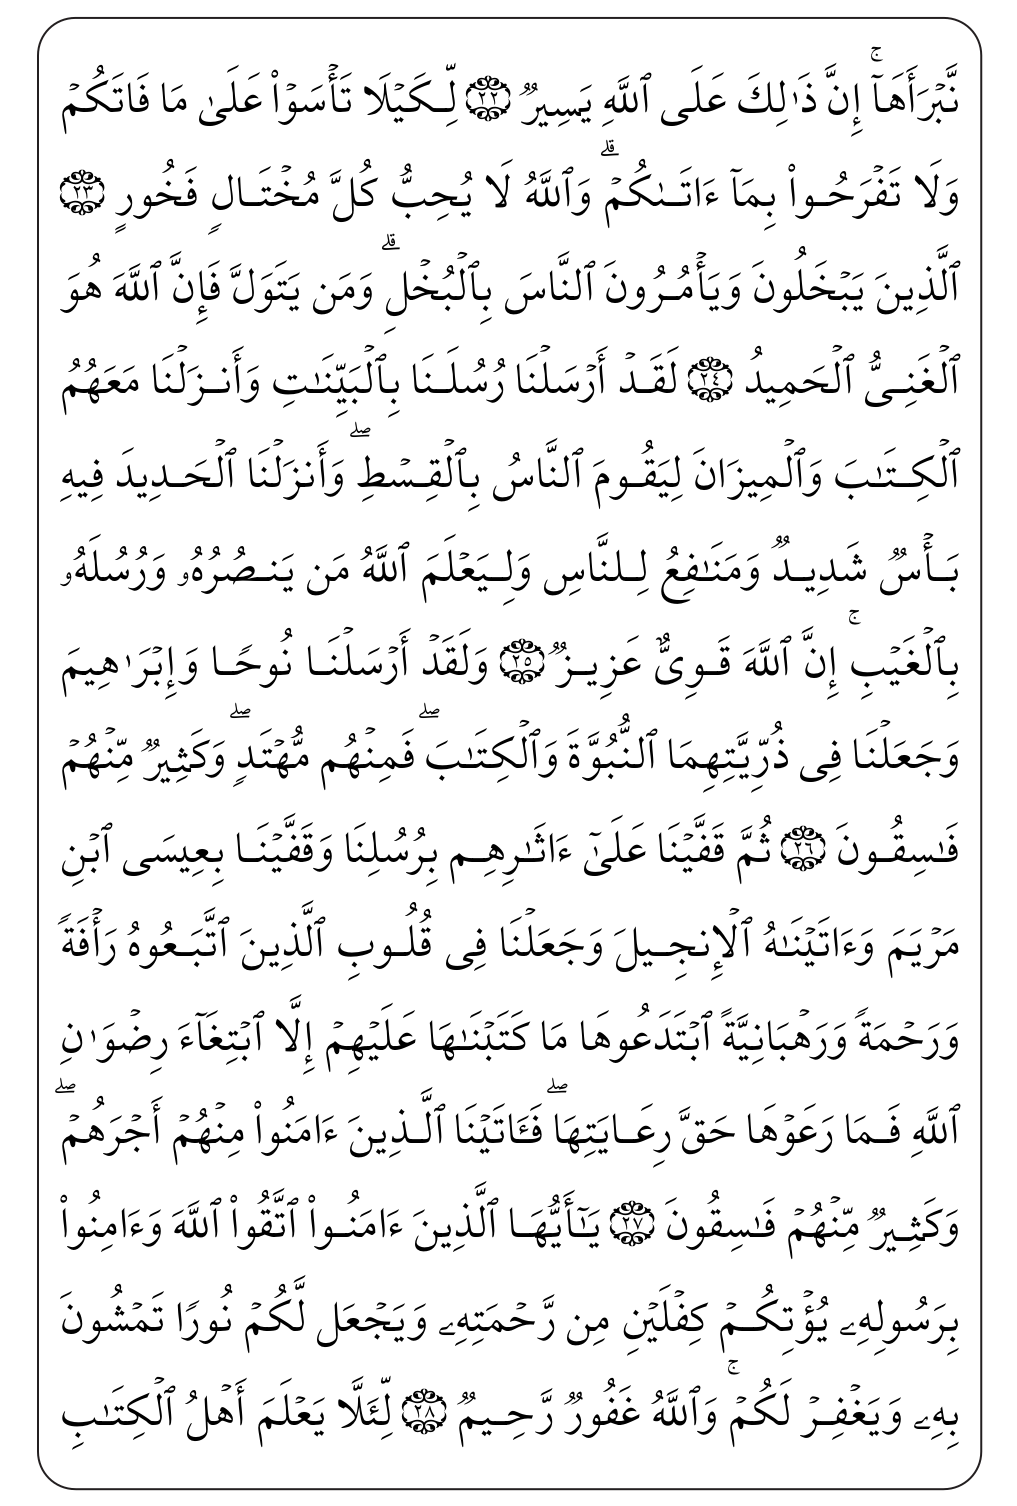 نَّبۡرَأَهَآۚ إِنَّ ذَٰلِكَ عَلَى ٱللَّهِ يَسِيرٞ ٢٢ لِّكَيۡلَا تَأۡسَوۡاْ عَلَىٰ مَا فَاتَكُمۡ
وَلَا تَفۡرَحُواْ بِمَآ ءَاتَىٰكُمۡۗ وَٱللَّهُ لَا يُحِبُّ كُلَّ مُخۡتَالٖ فَخُورٍ ٢٣
ٱلَّذِينَ يَبۡخَلُونَ وَيَأۡمُرُونَ ٱلنَّاسَ بِٱلۡبُخۡلِۗ وَمَن يَتَوَلَّ فَإِنَّ ٱللَّهَ هُوَ
ٱلۡغَنِيُّ ٱلۡحَمِيدُ ٢٤ لَقَدۡ أَرۡسَلۡنَا رُسُلَنَا بِٱلۡبَيِّنَٰتِ وَأَنزَلۡنَا مَعَهُمُ
ٱلۡكِتَٰبَ وَٱلۡمِيزَانَ لِيَقُومَ ٱلنَّاسُ بِٱلۡقِسۡطِۖ وَأَنزَلۡنَا ٱلۡحَدِيدَ فِيهِ
بَأۡسٞ شَدِيدٞ وَمَنَٰفِعُ لِلنَّاسِ وَلِيَعۡلَمَ ٱللَّهُ مَن يَنصُرُهُۥ وَرُسُلَهُۥ
بِٱلۡغَيۡبِۚ إِنَّ ٱللَّهَ قَوِيٌّ عَزِيزٞ ٢٥ وَلَقَدۡ أَرۡسَلۡنَا نُوحٗا وَإِبۡرَٰهِيمَ
وَجَعَلۡنَا فِي ذُرِّيَّتِهِمَا ٱلنُّبُوَّةَ وَٱلۡكِتَٰبَۖ فَمِنۡهُم مُّهۡتَدٖۖ وَكَثِيرٞ مِّنۡهُمۡ
فَٰسِقُونَ ٢٦ ثُمَّ قَفَّيۡنَا عَلَىٰٓ ءَاثَٰرِهِم بِرُسُلِنَا وَقَفَّيۡنَا بِعِيسَى ٱبۡنِ
مَرۡيَمَ وَءَاتَيۡنَٰهُ ٱلۡإِنجِيلَ وَجَعَلۡنَا فِي قُلُوبِ ٱلَّذِينَ ٱتَّبَعُوهُ رَأۡفَةٗ
وَرَحۡمَةٗ وَرَهۡبَانِيَّةً ٱبۡتَدَعُوهَا مَا كَتَبۡنَٰهَا عَلَيۡهِمۡ إِلَّا ٱبۡتِغَآءَ رِضۡوَٰنِ
ٱللَّهِ فَمَا رَعَوۡهَا حَقَّ رِعَايَتِهَاۖ فَـَٔاتَيۡنَا ٱلَّذِينَ ءَامَنُواْ مِنۡهُمۡ أَجۡرَهُمۡۖ
وَكَثِيرٞ مِّنۡهُمۡ فَٰسِقُونَ ٢٧ يَٰٓأَيُّهَا ٱلَّذِينَ ءَامَنُواْ ٱتَّقُواْ ٱللَّهَ وَءَامِنُواْ
بِرَسُولِهِۦ يُؤۡتِكُمۡ كِفۡلَيۡنِ مِن رَّحۡمَتِهِۦ وَيَجۡعَل لَّكُمۡ نُورٗا تَمۡشُونَ
بِهِۦ وَيَغۡفِرۡ لَكُمۡۚ وَٱللَّهُ غَفُورٞ رَّحِيمٞ ٢٨ لِّئَلَّا يَعۡلَمَ أَهۡلُ ٱلۡكِتَٰبِ